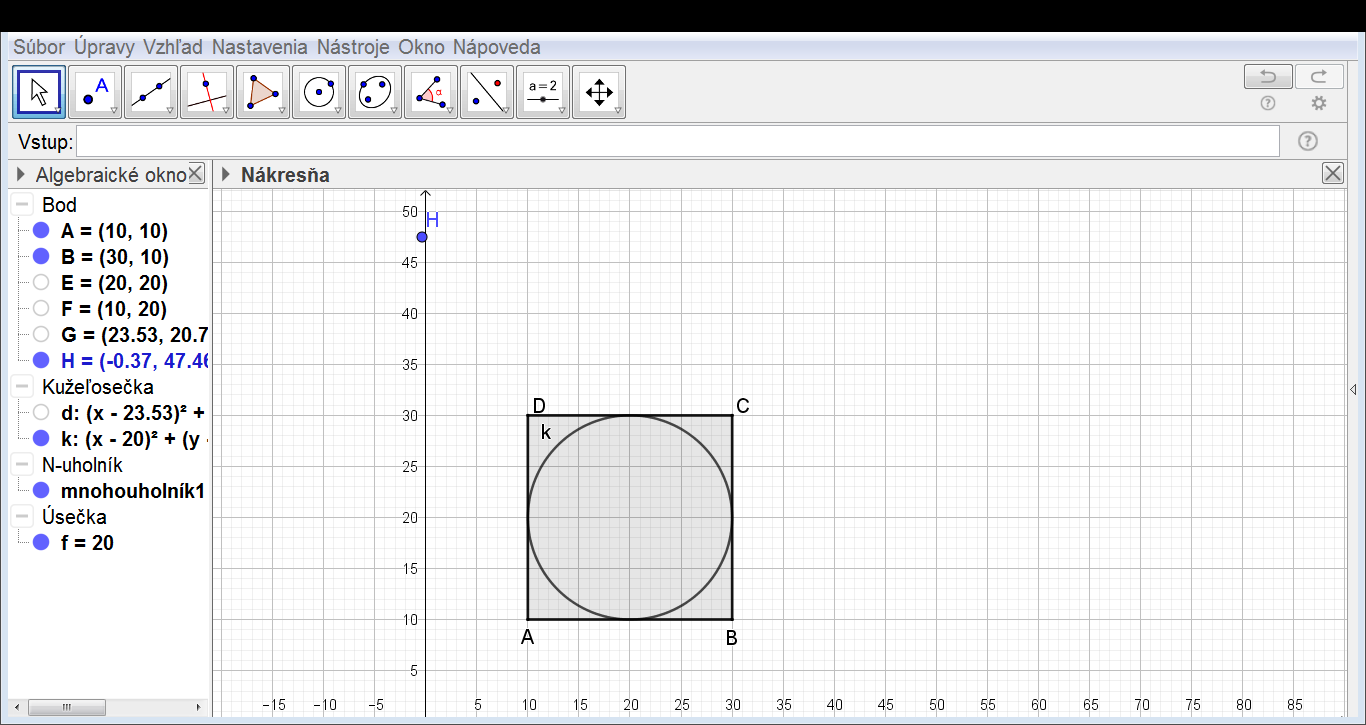 Súbor Úpravy Vzhľad Nastavenia Nástroje Okno Nápoveda
A α a=2
Vstup:
Algebraické okno
Nákresňa
Bod
A = (10, 10)
B = (30, 10)
E = (20, 20)
F = (10, 20)
G = (23.53, 20.7
H = (-0.37, 47.46
Kužeľosečka
d: (x - 23.53)² +
k: (x - 20)² + (y -
N-uholník
mnohouholník1
Úsečka
f = 20
50
H
45
40
35
30
D
C
k
25
20
15
10
A
B
5
-15 -10 -5 5 10 15 20 25 30 35 40 45 50 55 60 65 70 75 80 85